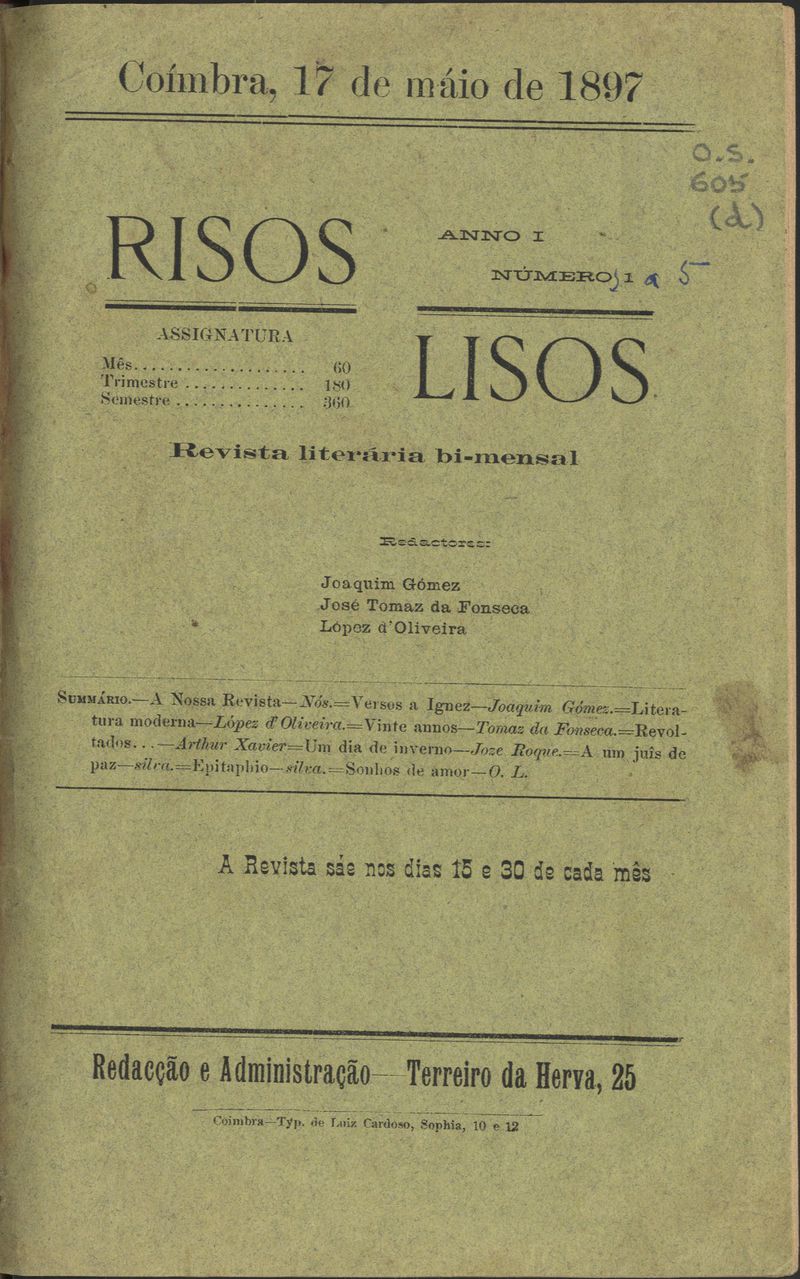 Coímbra, 17 de máio de 1897
O.S.
605
(A)
RISOS
ANNO I
NÚMERO 1 a 5
ASSIGNATURA
Mês.................... 60
Trimestre .............. 180
Semestre ............... 360
LISOS
Revista literária bi-mensal
Redactores:
Joaquim Gómez
José Tomaz da Fonseca
López d'Oliveira
SUMMÁRIO.—A Nossa Revista—Nós.=Versos a Ignez—Joaquim Gómez.=Litera-
tura moderna—López d'Oliveira.=Vinte annos—Tomaz da Fonseca.=Revol-
tados...—Arthur Xavier=Um dia de inverno—Joze Roque.=A um juís de
paz—silva.=Epitaphio—silva.=Sonhos de amor—O. L.
A Revista sáe nos dias 15 e 30 de cada mês
Redacção e Administração— Terreiro da Herva, 25
Coimbra—Typ. de Luiz Cardoso, Sophia, 10 e 12